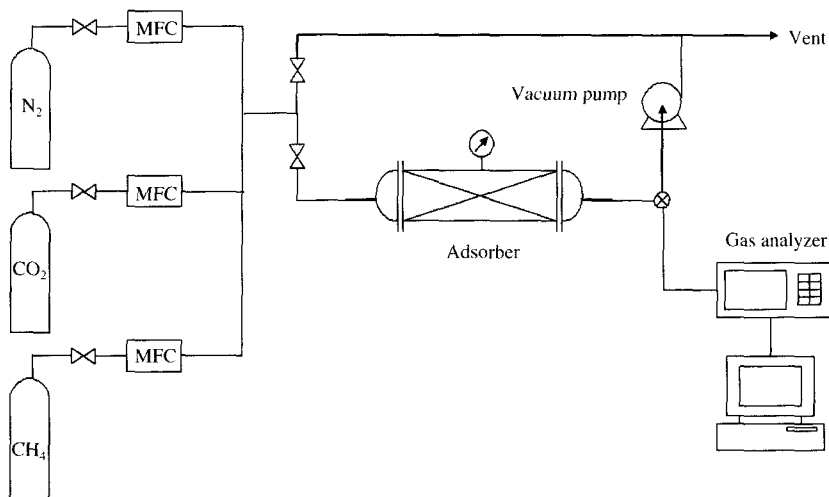 MFC
N₂
Vent
Vacuum pump
MFC
CO₂
Adsorber
Gas analyzer
MFC
CH₄